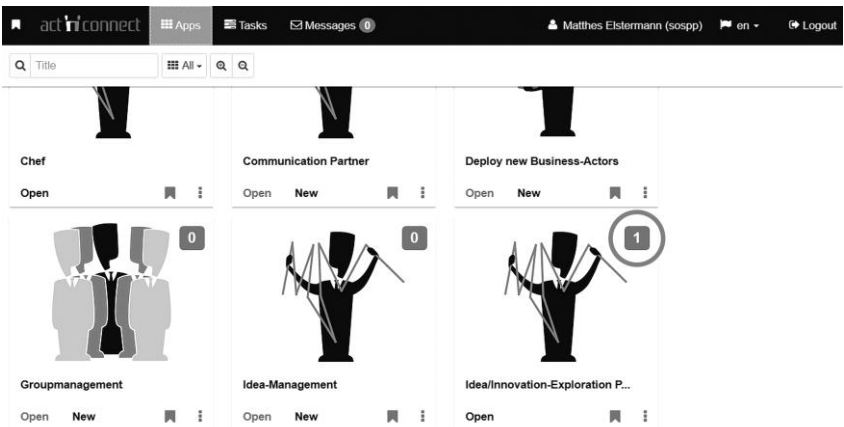 act'n'connect Apps Tasks Messages 0 Matthes Elstermann (sospp) en Logout
Title All
Chef Communication Partner Deploy new Business-Actors
Open Open New Open New
0 0 1
Groupmanagement Idea-Management Idea/Innovation-Exploration P...
Open New Open New Open